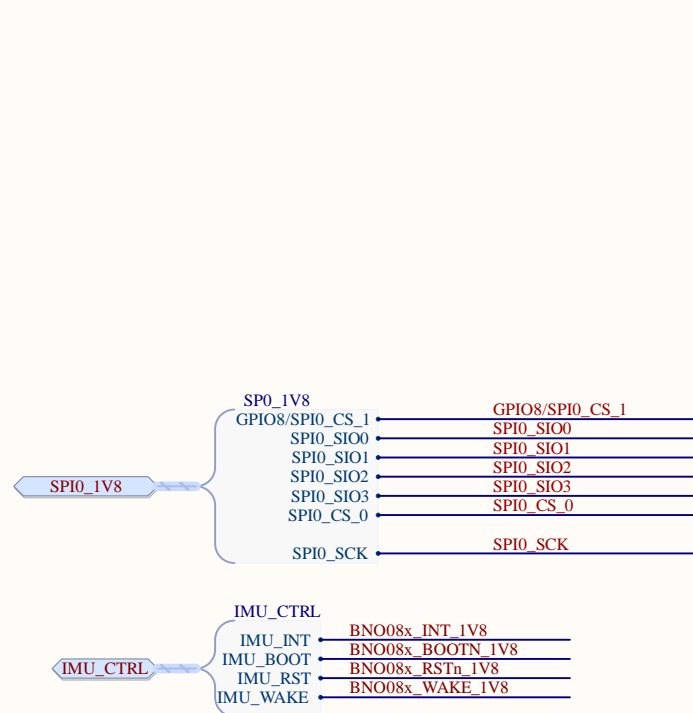 SP0_1V8
GPIO8/SPI0_CS_1 GPIO8/SPI0_CS_1
SPI0_SIO0 SPI0_SIO0
SPI0_SIO1 SPI0_SIO1
SPI0_SIO2 SPI0_SIO2
SPI0_1V8
SPI0_SIO3 SPI0_SIO3
SPI0_CS_0 SPI0_CS_0
SPI0_SCK SPI0_SCK
IMU_CTRL
IMU_INT BNO08x_INT_1V8
IMU_BOOT BNO08x_BOOTN_1V8
IMU_CTRL
IMU_RST BNO08x_RSTn_1V8
IMU_WAKE BNO08x_WAKE_1V8